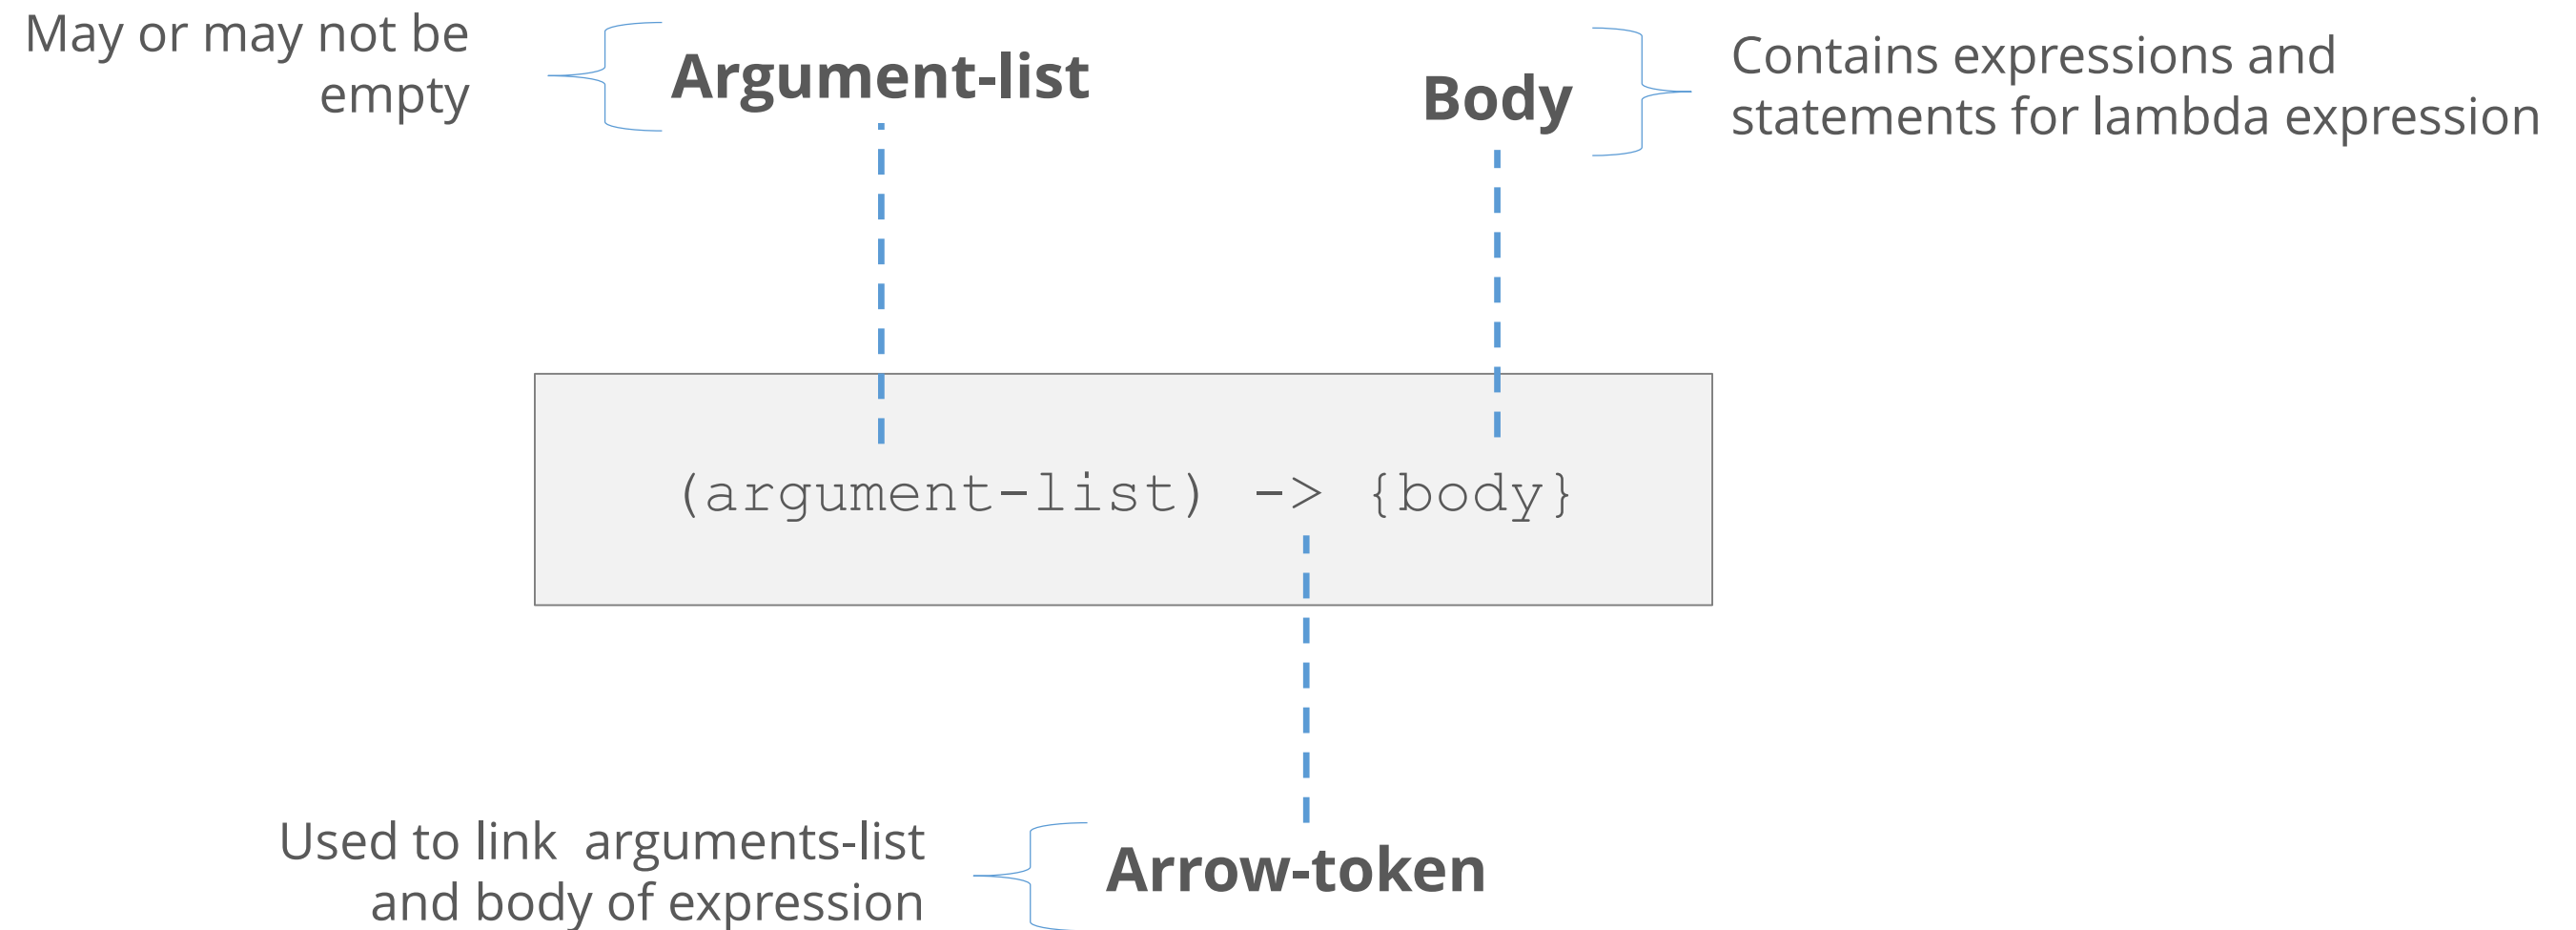 May or may not be
empty
Argument-list
Body
Contains expressions and
statements for lambda expression
(argument-list) -> {body}
Used to link  arguments-list
and body of expression
Arrow-token